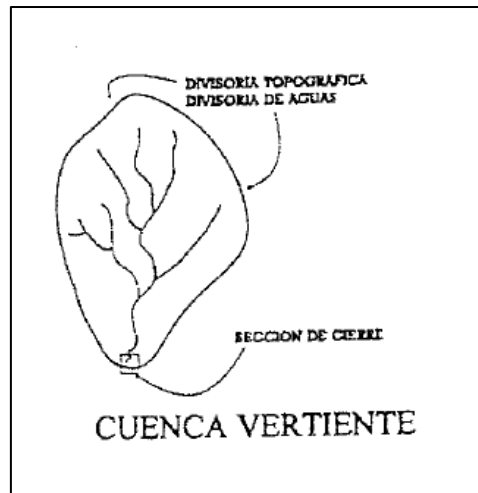 DIVISORIA TOPOGRAFICA
DIVISORIA DE AGUAS
SECCION DE CIERRE
CUENCA VERTIENTE